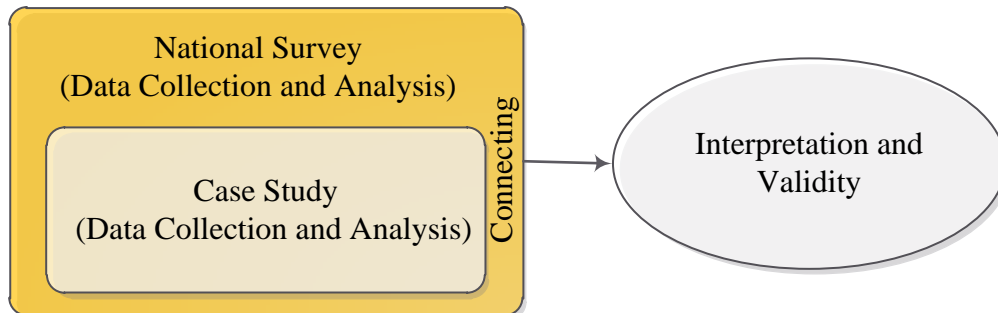 National Survey
(Data Collection and Analysis)
Connecting
Case Study
(Data Collection and Analysis)
Interpretation and
Validity